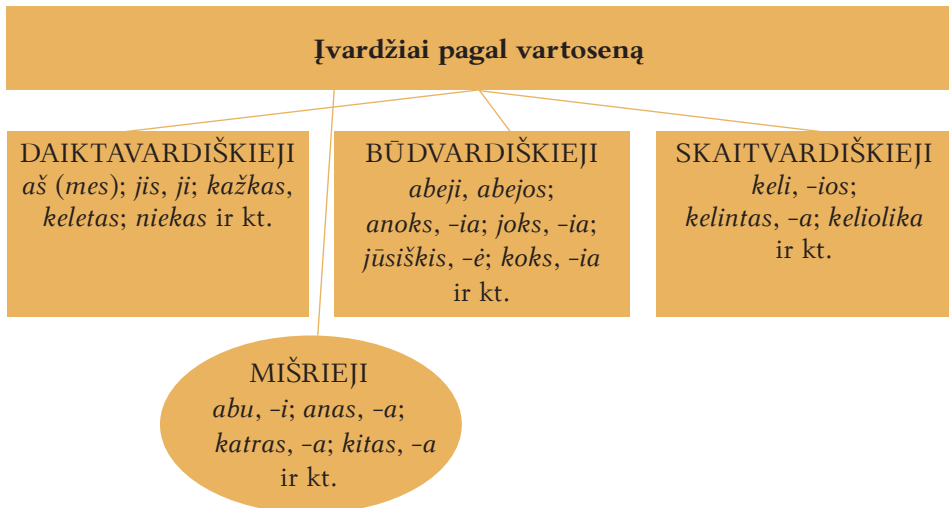 Įvardžiai pagal vartoseną
DAIKTAVARDIŠKIEJI
aš (mes); jis, ji; kažkas,
keletas; niekas ir kt.
BŪDVARDIŠKIEJI
abeji, abejos;
anoks, –ia; joks, –ia;
jūsiškis, –ė; koks, –ia
ir kt.
SKAITVARDIŠKIEJI
keli, –ios;
kelintas, –a; keliolika
ir kt.
MIŠRIEJI
abu, –i; anas, –a;
katras, –a; kitas, –a
ir kt.